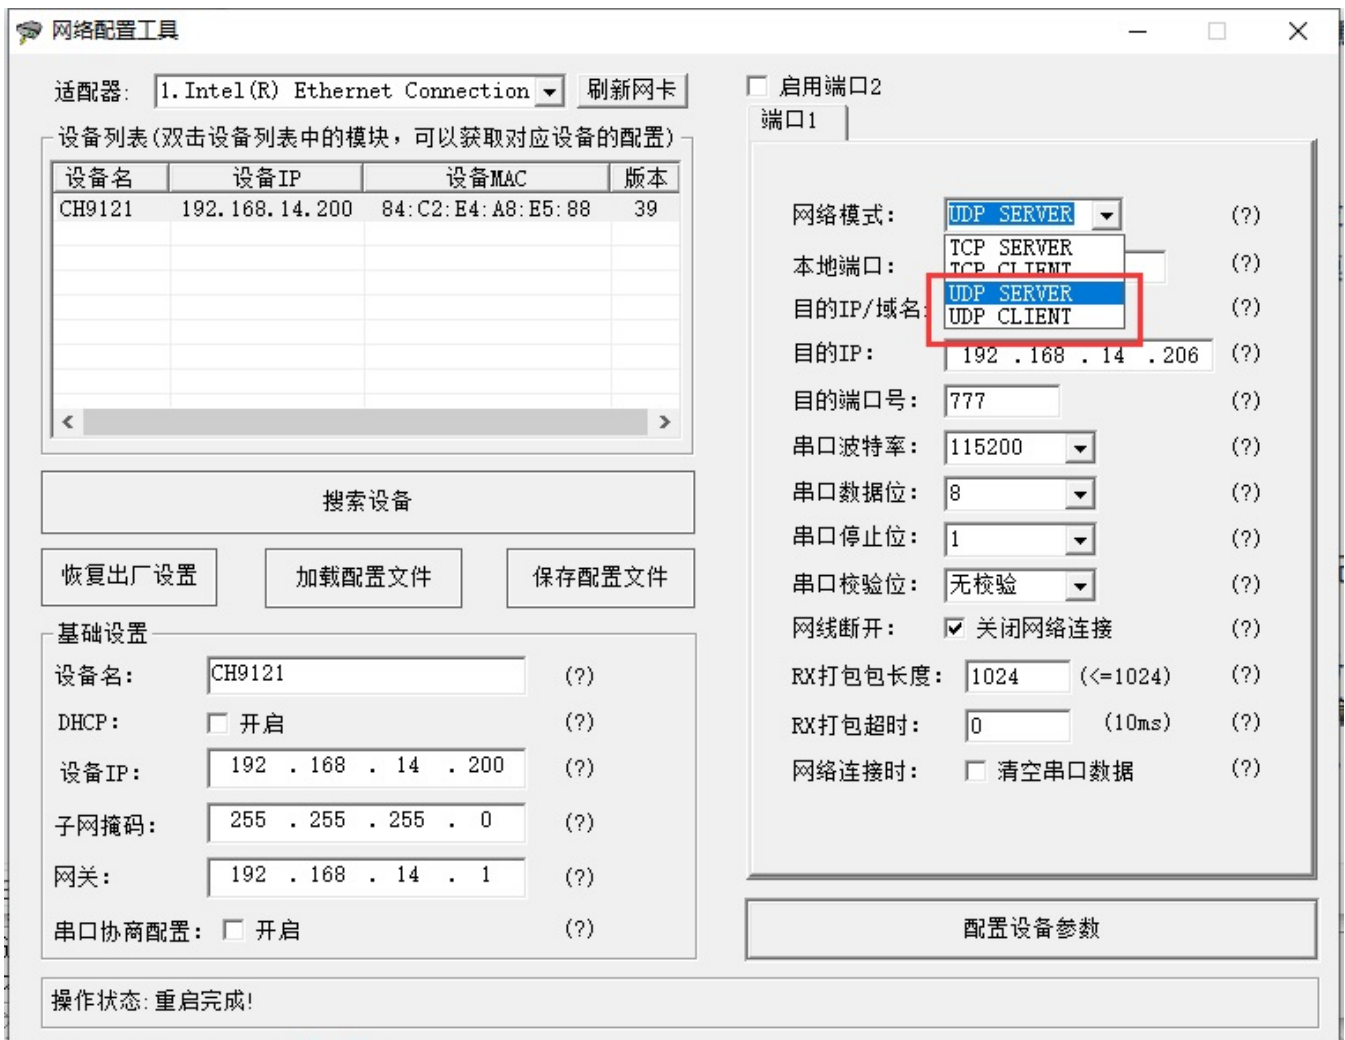 网络配置工具
适配器: 1.Intel(R) Ethernet Connection 刷新网卡
设备列表(双击设备列表中的模块，可以获取对应设备的配置)
设备名 设备IP 设备MAC 版本
CH9121 192.168.14.200 84:C2:E4:A8:E5:88 39
搜索设备
恢复出厂设置 加载配置文件 保存配置文件
基础设置
设备名: CH9121 (?)
DHCP: 开启 (?)
设备IP: 192 .168 . 14 . 200 (?)
子网掩码: 255 . 255 . 255 . 0 (?)
网关: 192 . 168 . 14 . 1 (?)
串口协商配置: 开启 (?)
启用端口2
端口1
网络模式: UDP SERVER (?)
TCP SERVER
本地端口: TCP CLIENT (?)
UDP SERVER
目的IP/域名: UDP CLIENT (?)
目的IP: 192 .168 . 14 . 206 (?)
目的端口号: 777 (?)
串口波特率: 115200 (?)
串口数据位: 8 (?)
串口停止位: 1 (?)
串口校验位: 无校验 (?)
网线断开: 关闭网络连接 (?)
RX打包包长度: 1024 (<=1024) (?)
RX打包超时: 0 (10ms) (?)
网络连接时: 清空串口数据 (?)
配置设备参数
操作状态:重启完成!